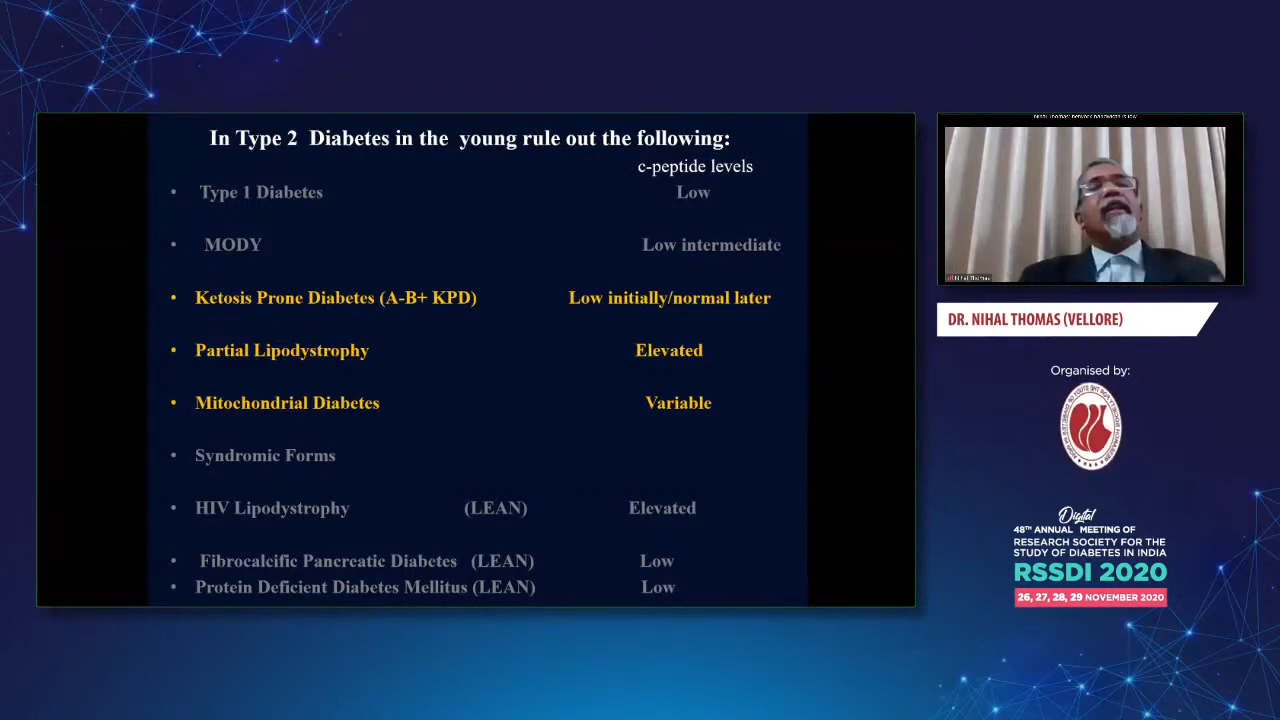 In Type 2 Diabetes in the young rule out the following:
c-peptide levels
• Type 1 Diabetes Low
• MODY Low intermediate
• Ketosis Prone Diabetes (A-B+ KPD) Low initially/normal later
• Partial Lipodystrophy Elevated
• Mitochondrial Diabetes Variable
• Syndromic Forms
• HIV Lipodystrophy (LEAN) Elevated
• Fibrocalcific Pancreatic Diabetes (LEAN) Low
• Protein Deficient Diabetes Mellitus (LEAN) Low
Nihal Thomas
DR. NIHAL THOMAS (VELLORE)
Organised by:
Digital
48TH ANNUAL MEETING OF
RESEARCH SOCIETY FOR THE
STUDY OF DIABETES IN INDIA
RSSDI 2020
26, 27, 28, 29 NOVEMBER 2020